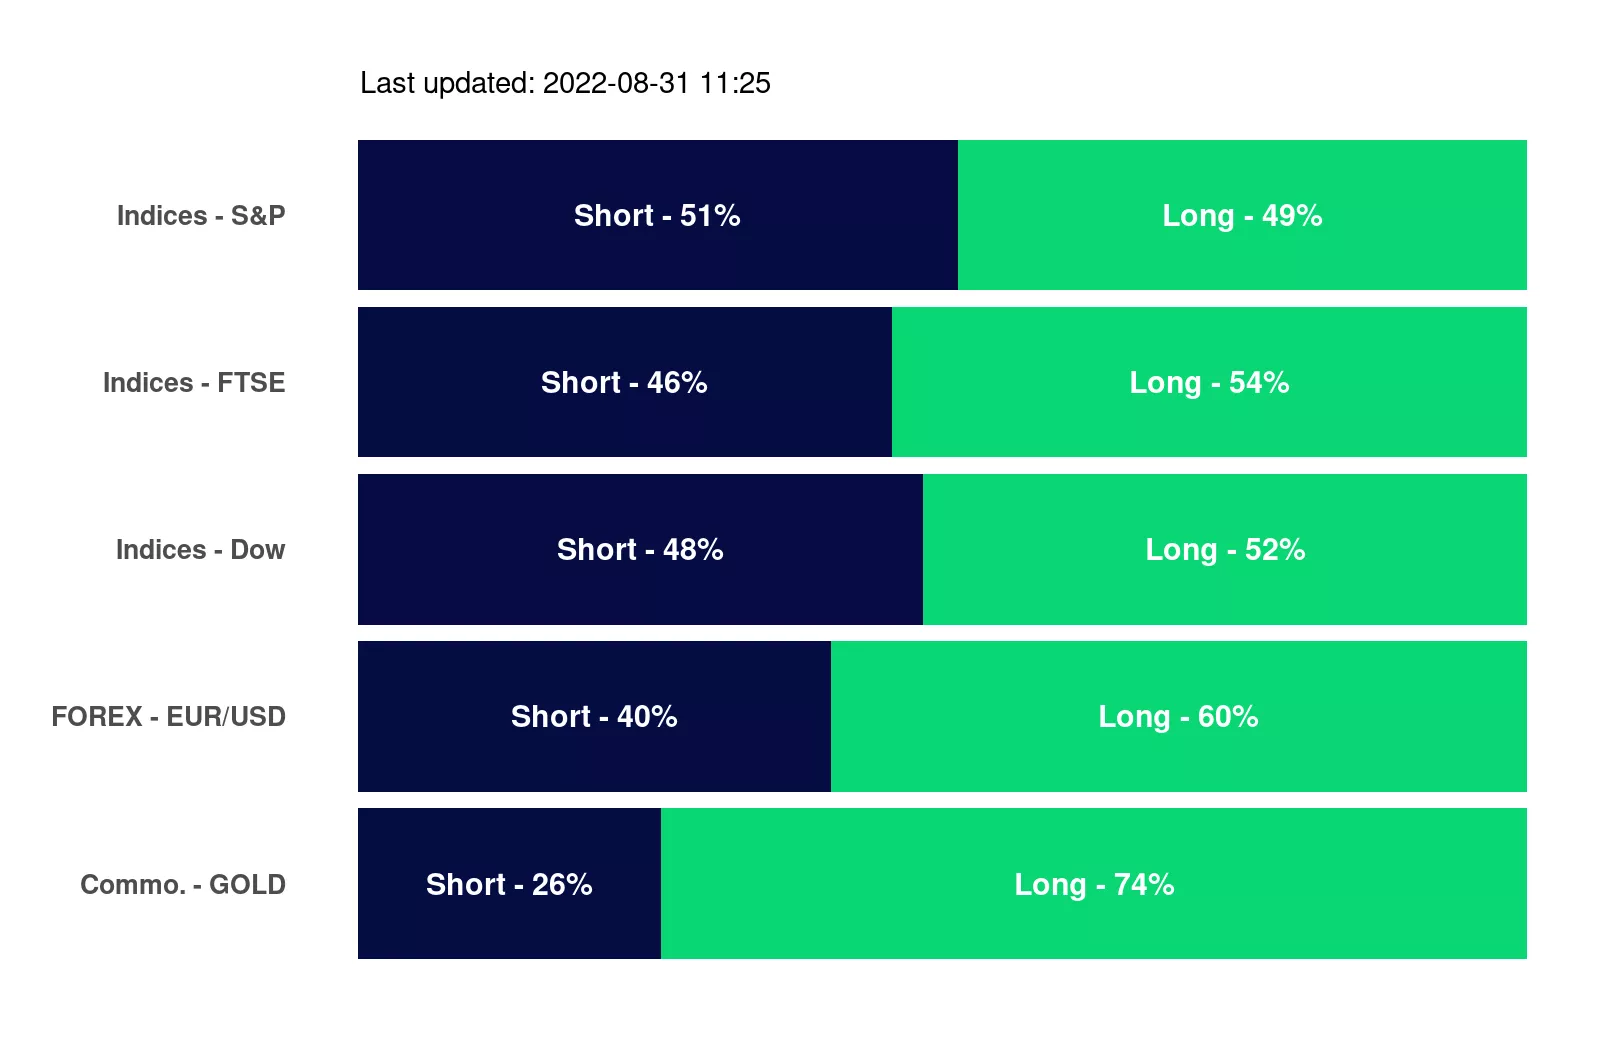 Last updated: 2022-08-31 11:25
Indices - S&P Short - 51% Long - 49%
Indices - FTSE Short - 46% Long - 54%
Indices - Dow Short - 48% Long - 52%
FOREX - EUR/USD Short - 40% Long - 60%
Commo. - GOLD Short - 26% Long - 74%